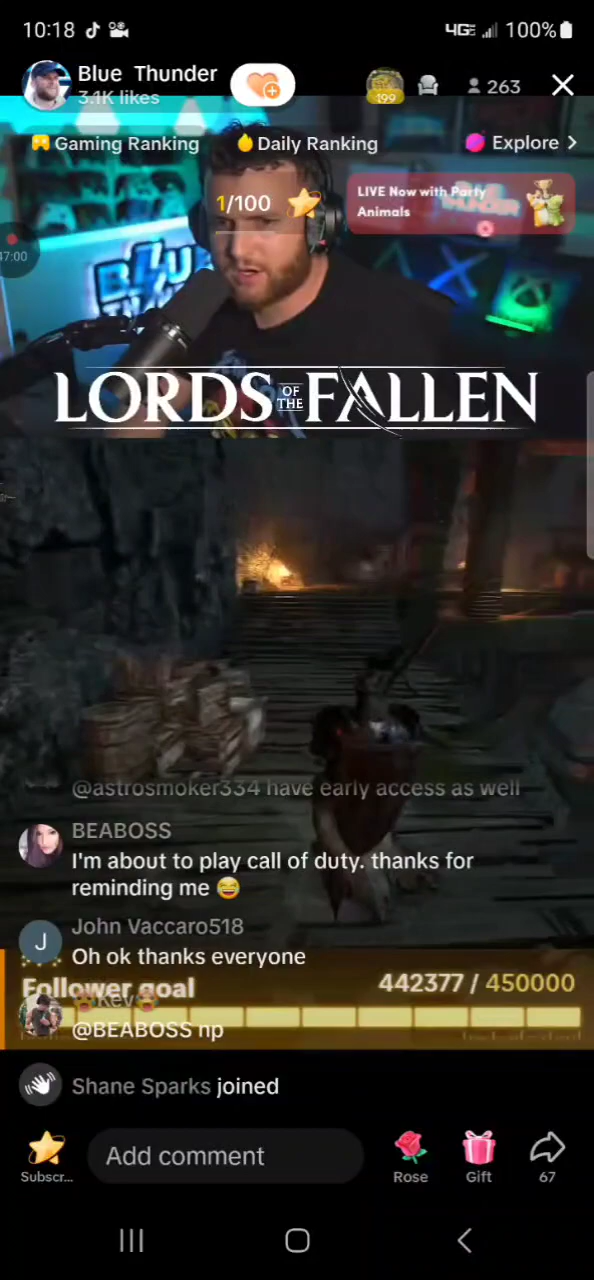 10:18
4G 100%
Blue Thunder
3.1K likes
199
263
Gaming Ranking
Daily Ranking
Explore >
1/100
LIVE Now with Party
Animals
47:00
LORDS OF THE FALLEN
@astrosmoker334 have early access as well
BEABOSS
I'm about to play call of duty. thanks for
reminding me 😂
John Vaccaro518
J
Oh ok thanks everyone
Follower goal
442377 / 450000
Kev
@BEABOSS np
Shane Sparks joined
Subscr...
Add comment
Rose
Gift
67